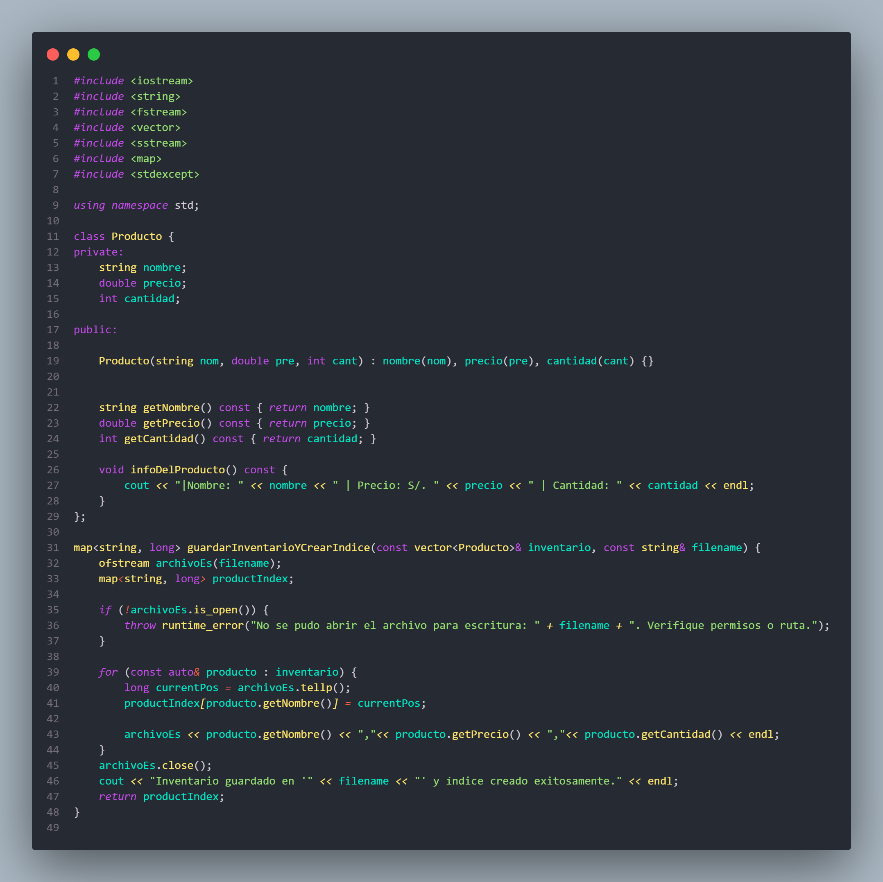 1 #include <iostream>
2 #include <string>
3 #include <fstream>
4 #include <vector>
5 #include <sstream>
6 #include <map>
7 #include <stdexcept>
8
9 using namespace std;
10
11 class Producto {
12 private:
13     string nombre;
14     double precio;
15     int cantidad;
16
17 public:
18
19     Producto(string nom, double pre, int cant) : nombre(nom), precio(pre), cantidad(cant) {}
20
21
22     string getNombre() const { return nombre; }
23     double getPrecio() const { return precio; }
24     int getCantidad() const { return cantidad; }
25
26     void infoDelProducto() const {
27         cout << "|Nombre: " << nombre << " | Precio: S/. " << precio << " | Cantidad: " << cantidad << endl;
28     }
29 };
30
31 map<string, long> guardarInventarioYCrearIndice(const vector<Producto>& inventario, const string& filename) {
32     ofstream archivoEs(filename);
33     map<string, long> productIndex;
34
35     if (!archivoEs.is_open()) {
36         throw runtime_error("No se pudo abrir el archivo para escritura: " + filename + ". Verifique permisos o ruta.");
37     }
38
39     for (const auto& producto : inventario) {
40         long currentPos = archivoEs.tellp();
41         productIndex[producto.getNombre()] = currentPos;
42
43         archivoEs << producto.getNombre() << ","<< producto.getPrecio() << ","<< producto.getCantidad() << endl;
44     }
45     archivoEs.close();
46     cout << "Inventario guardado en '" << filename << "' y indice creado exitosamente." << endl;
47     return productIndex;
48 }
49